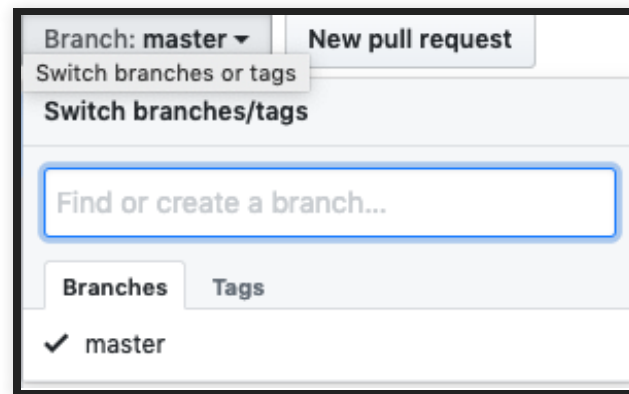 Branch: master New pull request
Switch branches or tags
Switch branches/tags
Find or create a branch...
Branches Tags
master